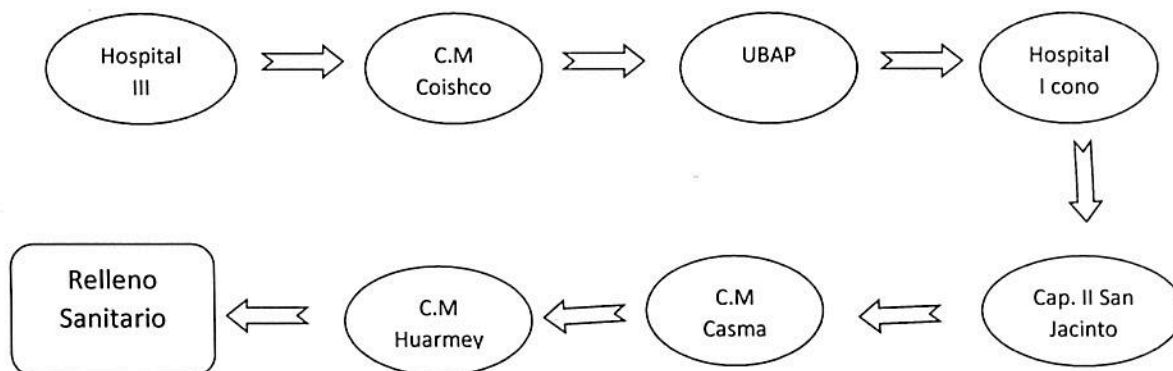 Hospital
III
C.M
Coishco
UBAP
Hospital
I cono
Cap. II San
Jacinto
C.M
Casma
C.M
Huarmey
Relleno
Sanitario